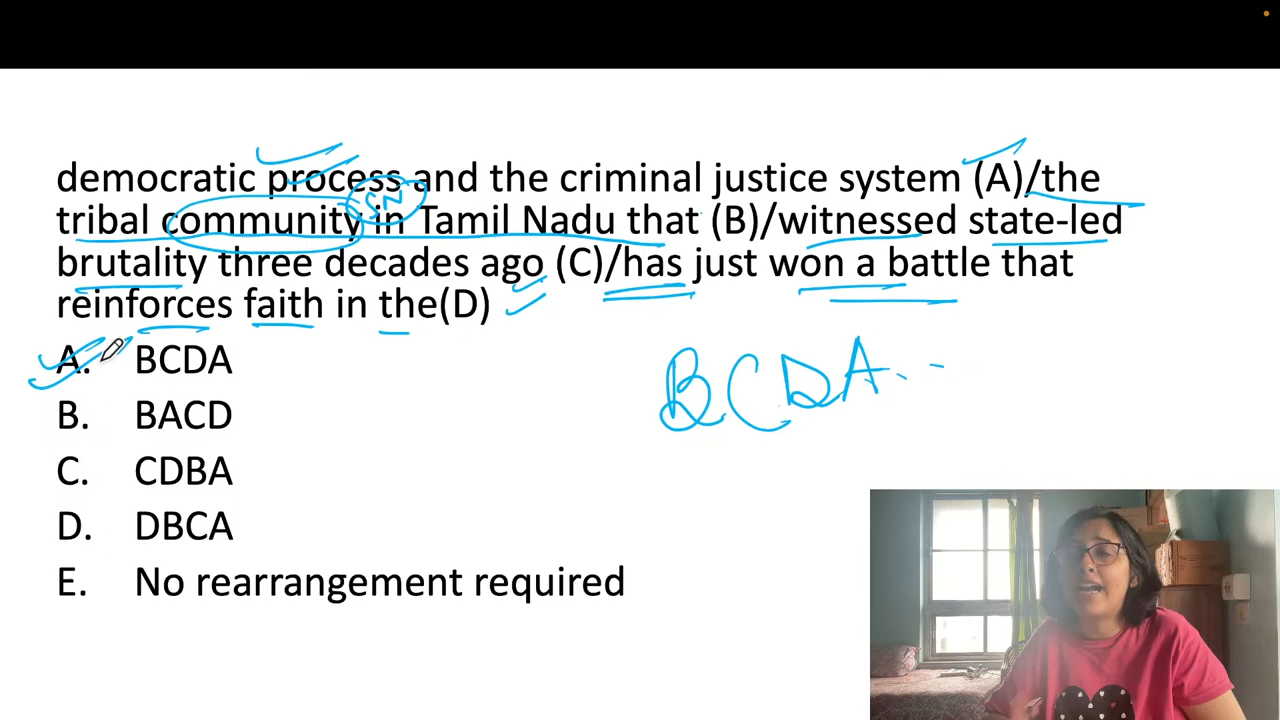 democratic process and the criminal justice system (A)/the
SN
tribal community in Tamil Nadu that (B)/witnessed state-led
brutality three decades ago (C)/has just won a battle that
reinforces faith in the(D)
A. BCDA
BCDA..
B. BACD
C. CDBA
D. DBCA
E. No rearrangement required